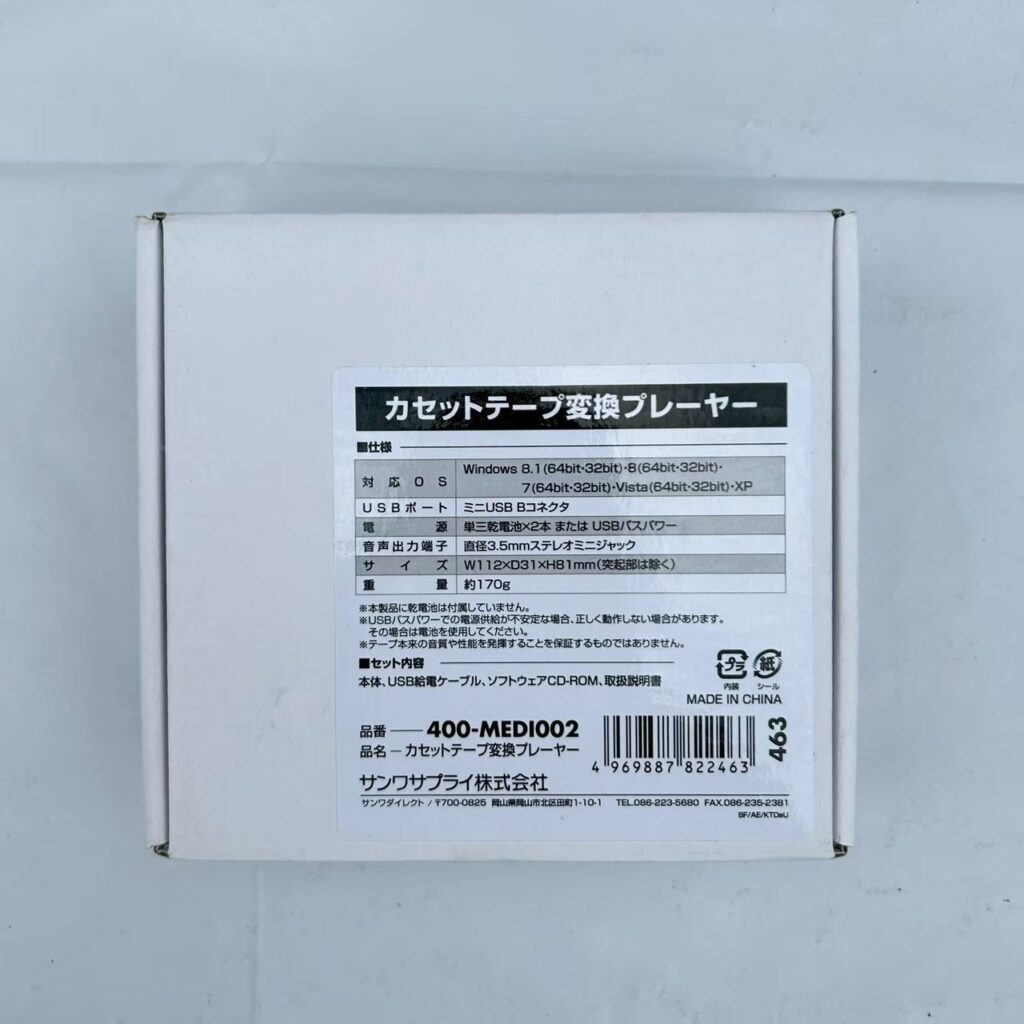 カセットテープ変換プレーヤー
■仕様
対応OS Windows 8.1(64bit・32bit)・8(64bit・32bit)・
7(64bit・32bit)・Vista(64bit・32bit)・XP
USBポート ミニUSB Bコネクタ
電源 単三乾電池×2本 または USBバスパワー
音声出力端子 直径3.5mmステレオミニジャック
サイズ W112×D31×H81mm(突起部は除く)
重量 約170g
※本製品に乾電池は付属していません。
※USBバスパワーでの電源供給が不安定な場合、正しく動作しない場合があります。
その場合は電池を使用してください。
※テープ本来の音質や性能を発揮することを保証するものではありません。
■セット内容
本体、USB給電ケーブル、ソフトウェアCD-ROM、取扱説明書
プラ 紙
内装 シール
MADE IN CHINA
品番 400-MEDI002
品名 カセットテープ変換プレーヤー
4 969887 822463
463
サンワサプライ株式会社
サンワダイレクト / 〒700-0825 岡山県岡山市北区田町1-10-1 TEL.086-223-5680 FAX.086-235-2381
BF/AE/KTDaU